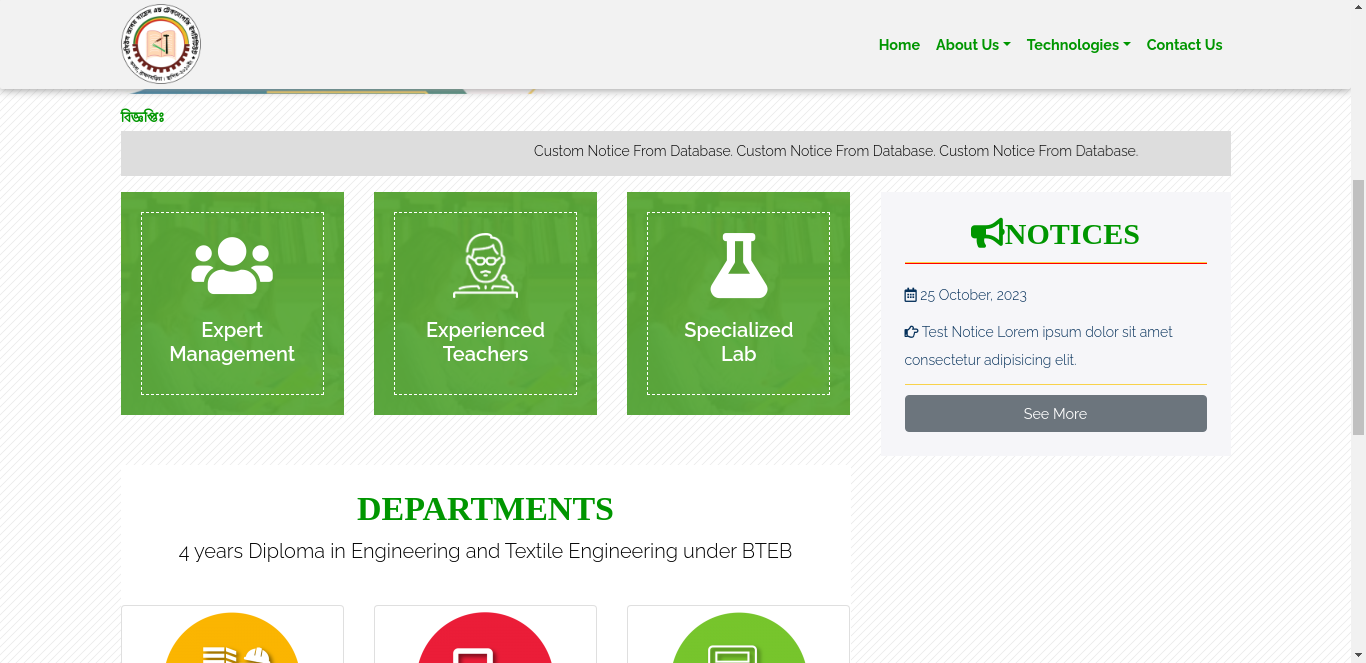 Home About Us Technologies Contact Us
বিজ্ঞপ্তিঃ
Custom Notice From Database. Custom Notice From Database. Custom Notice From Database.
Expert
Management
Experienced
Teachers
Specialized
Lab
NOTICES
25 October, 2023
Test Notice Lorem ipsum dolor sit amet
consectetur adipisicing elit.
See More
DEPARTMENTS
4 years Diploma in Engineering and Textile Engineering under BTEB